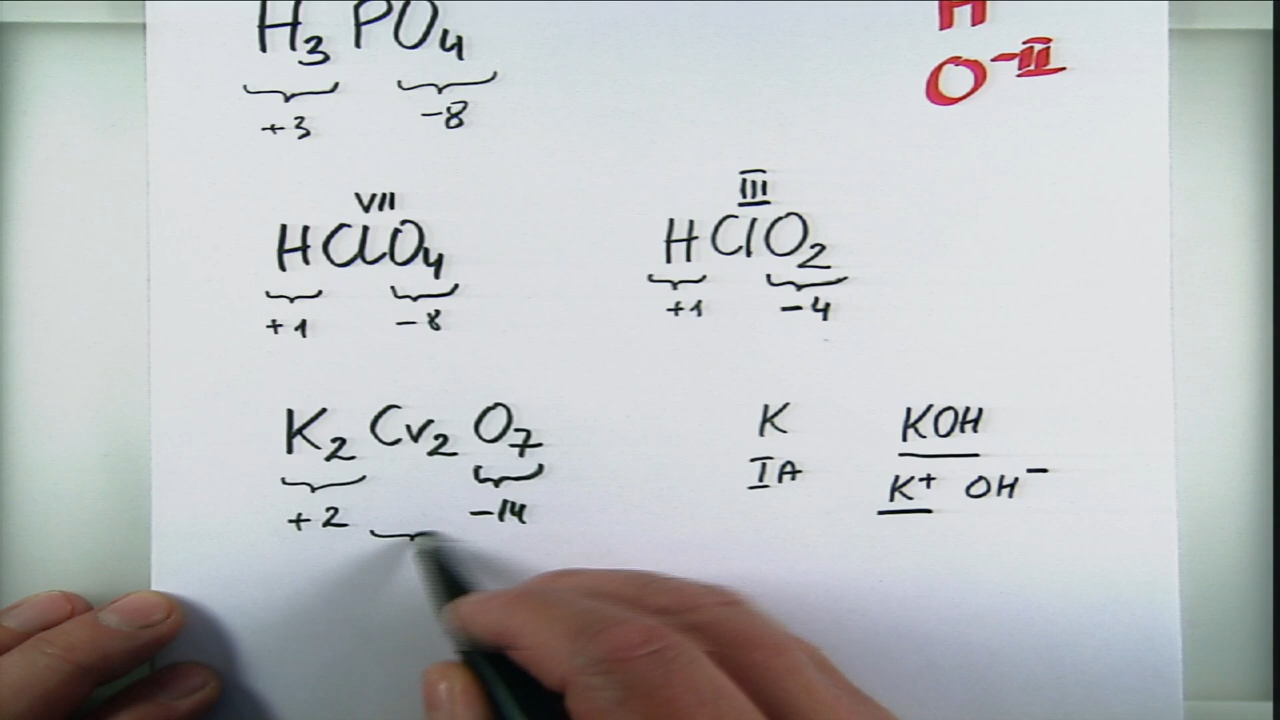 H₃PO₄
+3 -8
H
O⁻ᴵᴵ
VII
HClO₄
+1 -8
III
HClO₂
+1 -4
K₂Cr₂O₇
+2 -14
K
IA
KOH
K⁺ OH⁻